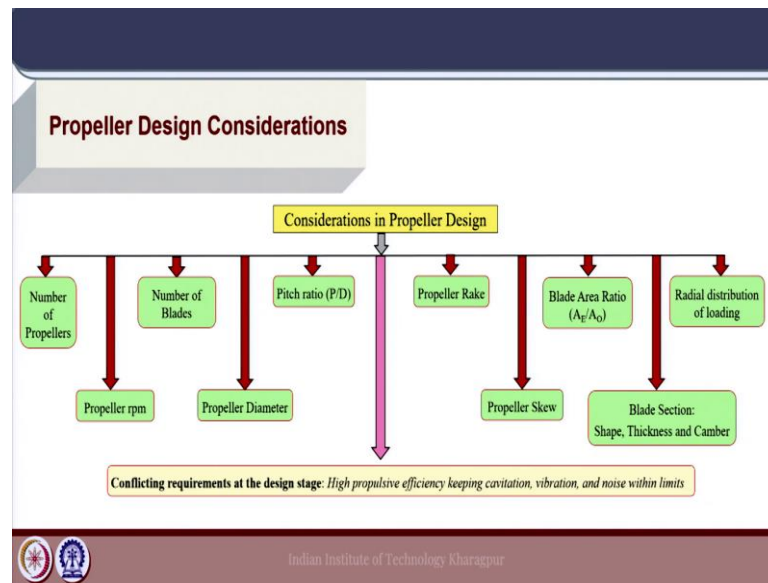 Propeller Design Considerations
Considerations in Propeller Design
Number
of
Propellers
Number of
Blades
Pitch ratio (P/D)
Propeller Rake
Blade Area Ratio
(AE/AO)
Radial distribution
of loading
Propeller rpm
Propeller Diameter
Propeller Skew
Blade Section:
Shape, Thickness and Camber
Conflicting requirements at the design stage: High propulsive efficiency keeping cavitation, vibration, and noise within limits
Indian Institute of Technology Kharagpur